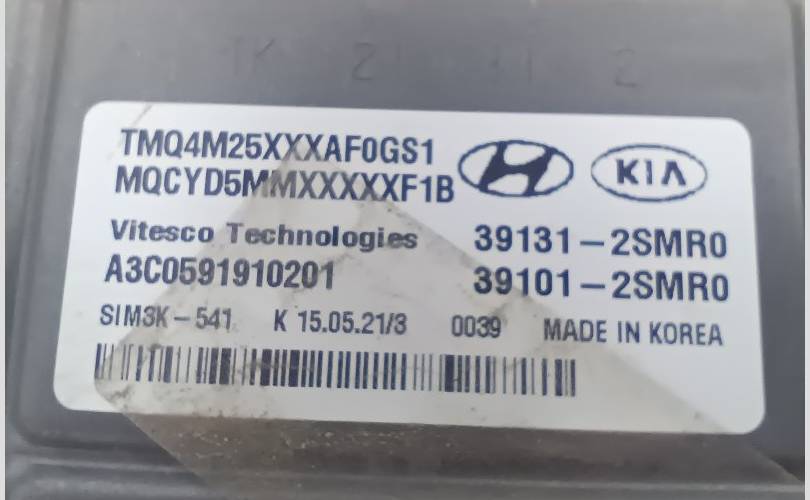 TMQ4M25XXXAF0GS1
MQCYD5MMXXXXXF1B
KIA
Vitesco Technologies 39131-2SMR0
A3C0591910201 39101-2SMR0
SIM3K-541 K 15.05.21/3 0039 MADE IN KOREA